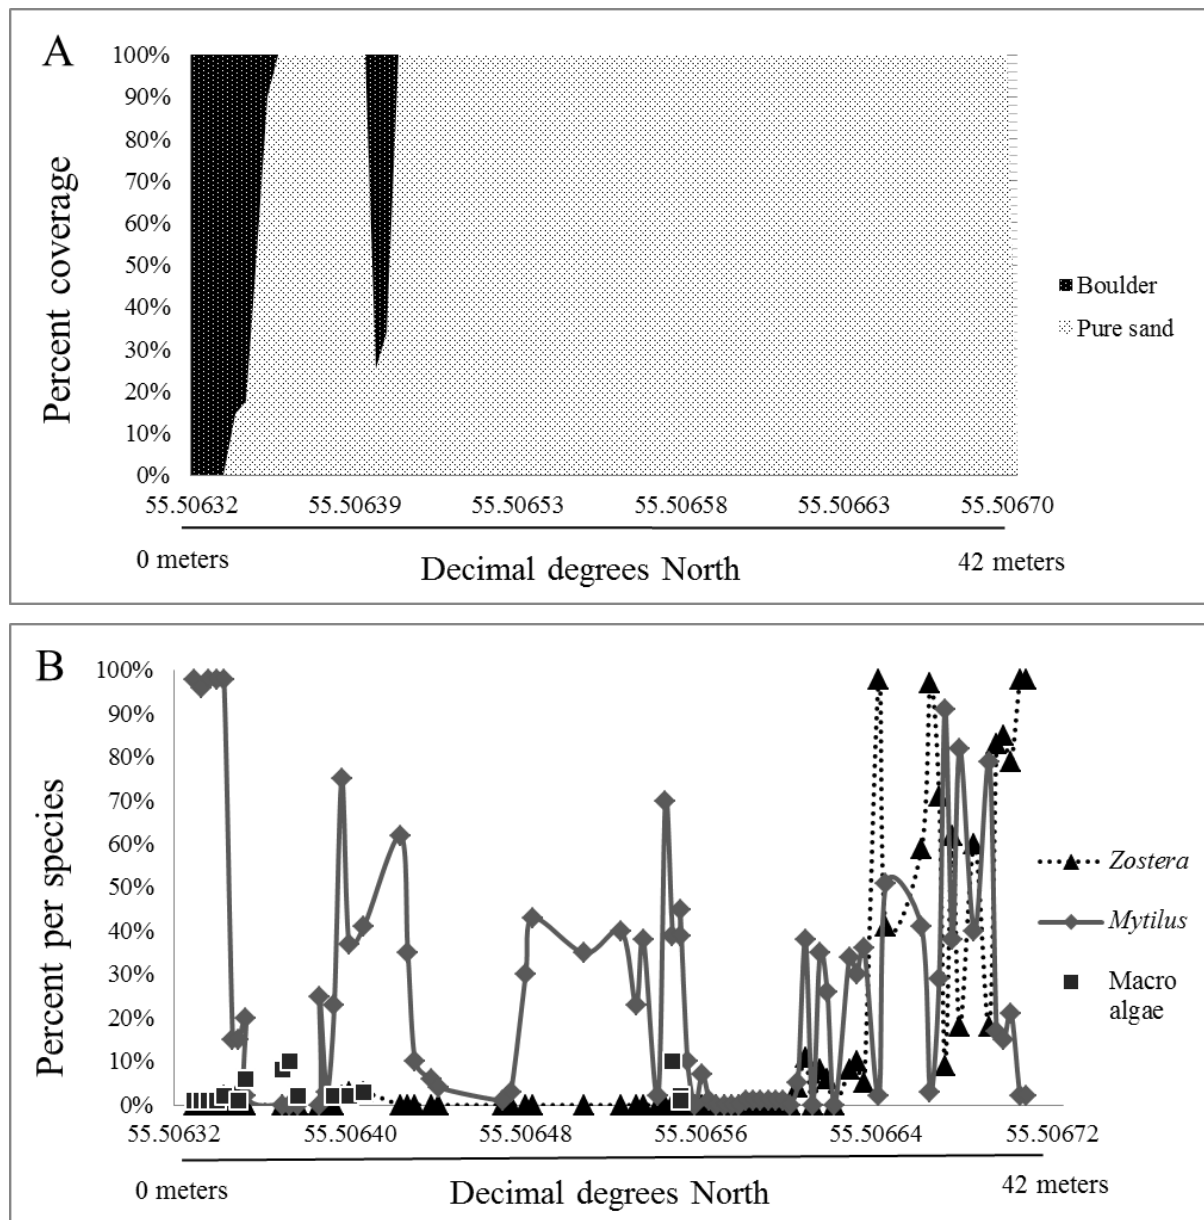 A
100%
90%
80%
70%
60%
50%
40%
30%
20%
10%
0%
Percent coverage
55.50632 55.50639 55.50653 55.50658 55.50663 55.50670
0 meters Decimal degrees North 42 meters
Boulder
Pure sand
B
100%
90%
80%
70%
60%
50%
40%
30%
20%
10%
0%
Percent per species
55.50632 55.50640 55.50648 55.50656 55.50664 55.50672
0 meters Decimal degrees North 42 meters
Zostera
Mytilus
Macro
algae